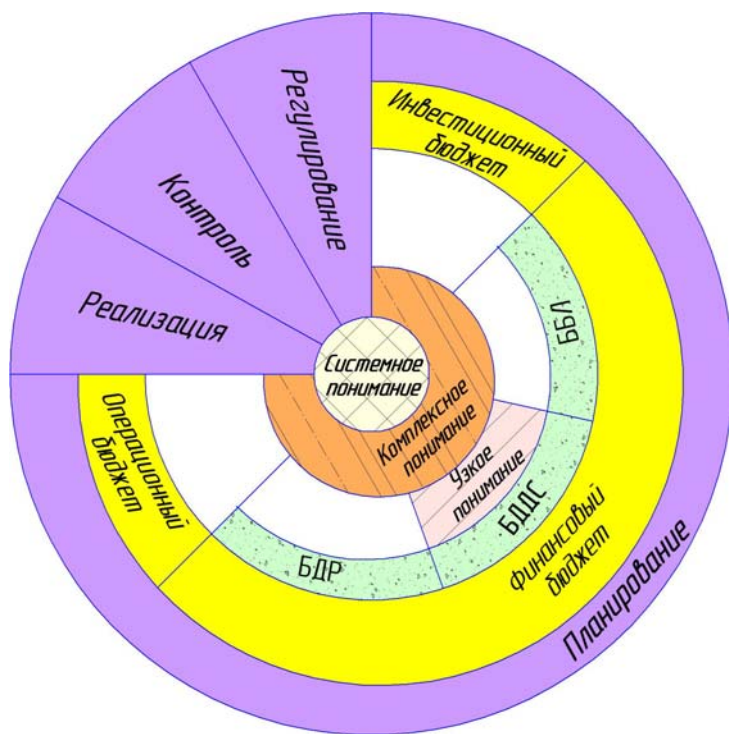 Регулирование
Контроль
Реализация
Инвестиционный
бюджет
ББЛ
Системное
понимание
Комплексное
понимание
Узкое
понимание
БДДС
БДР
Операционный
бюджет
Финансовый
бюджет
Планирование